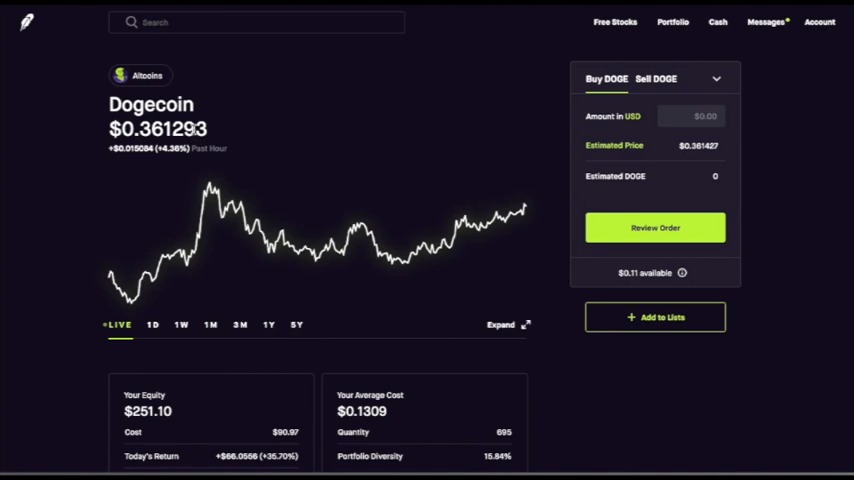 Search
Free Stocks Portfolio Cash Messages Account
Altcoins
Dogecoin
$0.361293
+$0.015084 (+4.36%) Past Hour
LIVE 1D 1W 1M 3M 1Y 5Y
Expand
Buy DOGE Sell DOGE
Amount in USD $0.00
Estimated Price $0.361427
Estimated DOGE 0
Review Order
$0.11 available
+ Add to Lists
Your Equity
$251.10
Cost $90.97
Today's Return +$66.0566 (+35.70%)
Your Average Cost
$0.1309
Quantity 695
Portfolio Diversity 15.84%